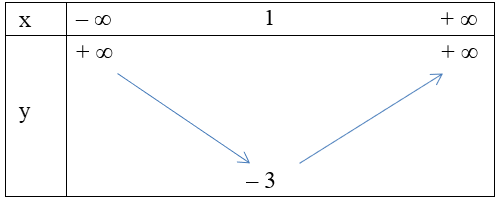 x – ∞ 1 + ∞
+ ∞ + ∞
y
– 3